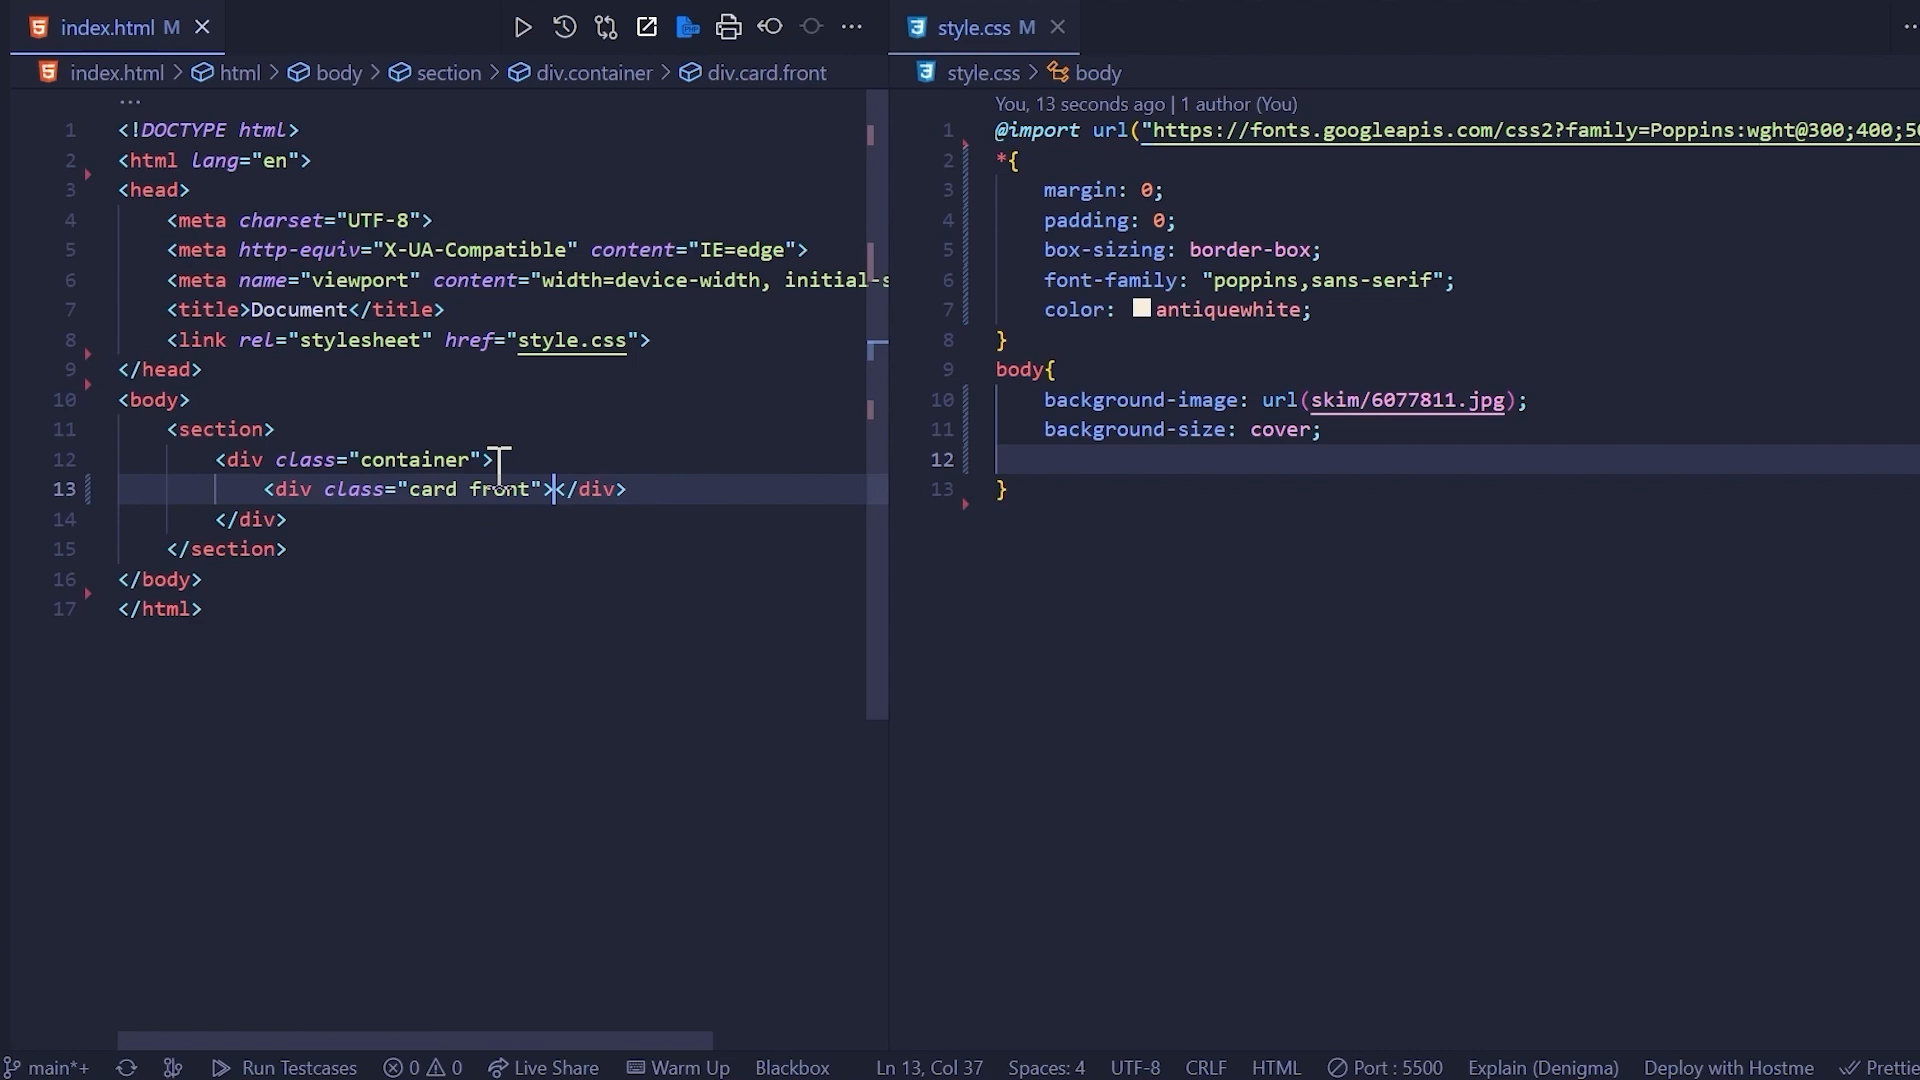 index.html M
index.html > html > body > section > div.container > div.card.front
...
1 <!DOCTYPE html>
2 <html lang="en">
3 <head>
4 <meta charset="UTF-8">
5 <meta http-equiv="X-UA-Compatible" content="IE=edge">
6 <meta name="viewport" content="width=device-width, initial-s
7 <title>Document</title>
8 <link rel="stylesheet" href="style.css">
9 </head>
10 <body>
11 <section>
12 <div class="container">
13 <div class="card front"></div>
14 </div>
15 </section>
16 </body>
17 </html>
style.css M
style.css > body
You, 13 seconds ago | 1 author (You)
1 @import url("https://fonts.googleapis.com/css2?family=Poppins:wght@300;400;50
2 *{
3 margin: 0;
4 padding: 0;
5 box-sizing: border-box;
6 font-family: "poppins,sans-serif";
7 color: antiquewhite;
8 }
9 body{
10 background-image: url(skim/6077811.jpg);
11 background-size: cover;
12
13 }
main*+ Run Testcases 0 0 Live Share Warm Up Blackbox Ln 13, Col 37 Spaces: 4 UTF-8 CRLF HTML Port : 5500 Explain (Denigma) Deploy with Hostme Prettie